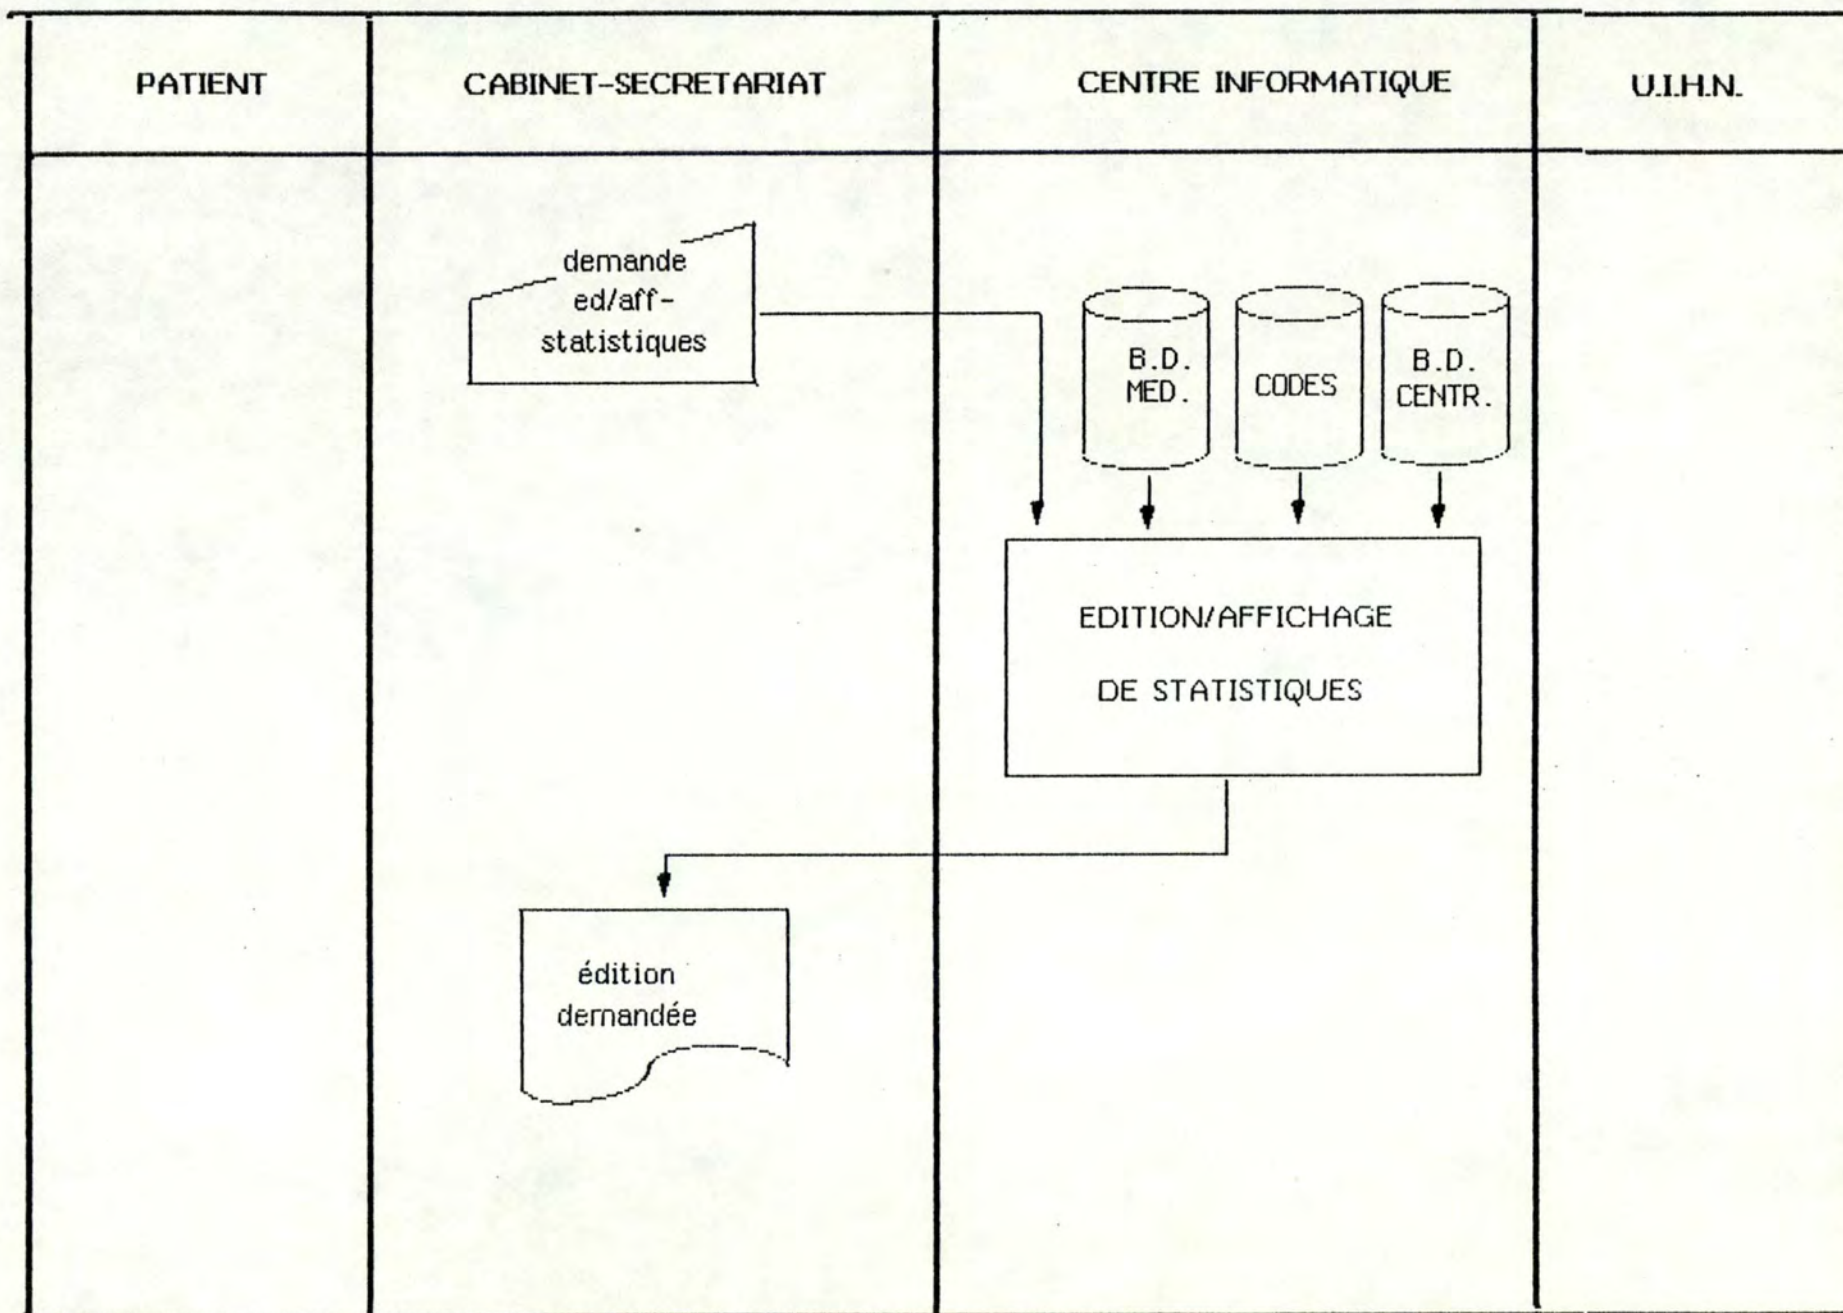 PATIENT
CABINET-SECRETARIAT
CENTRE INFORMATIQUE
U.I.H.N.
demande
ed/aff-
statistiques
B.D.
MED.
CODES
B.D.
CENTR.
EDITION/AFFICHAGE
DE STATISTIQUES
édition
demandée